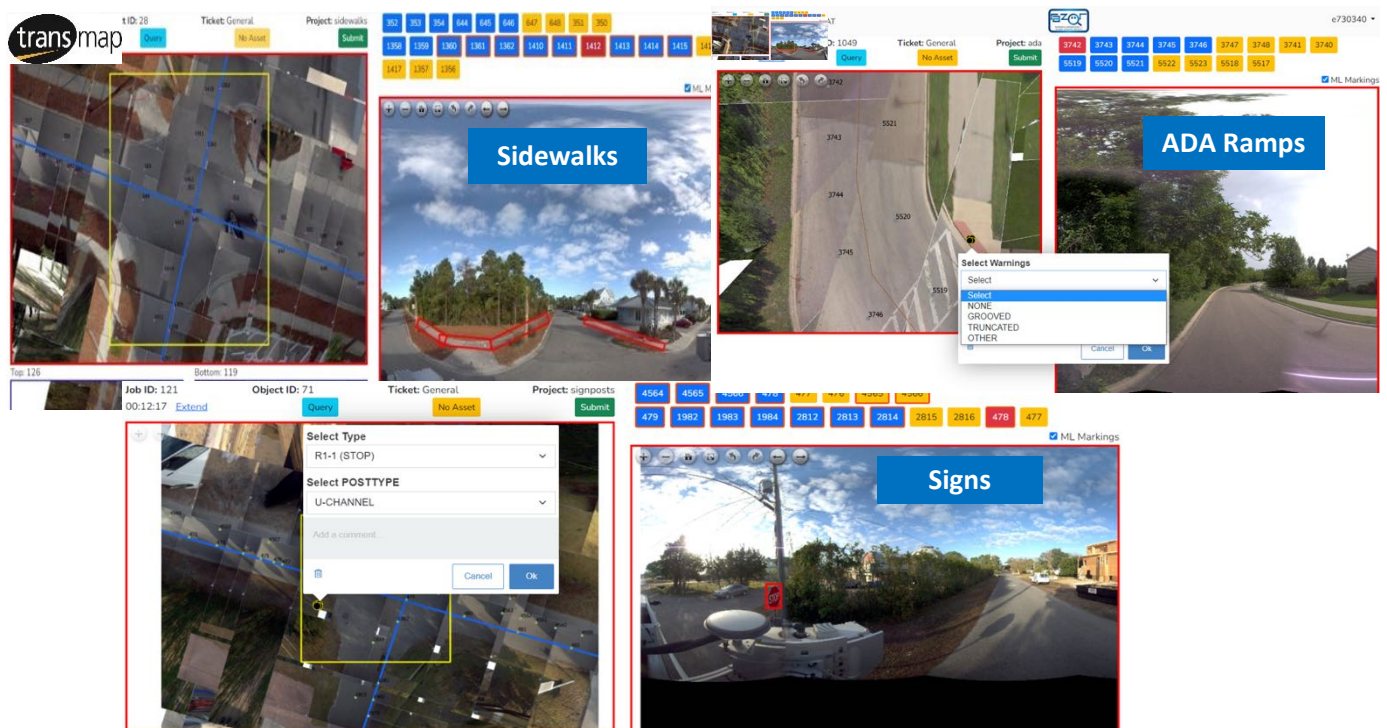 transmap
t ID: 28 Ticket: General Project: sidewalks
Query No Asset Submit
352 353 354 644 645 646 647 648 351 350
1358 1359 1360 1361 1362 1410 1411 1412 1413 1414 1415 141
1417 1357 1356
ML M
Sidewalks
Top: 126 Bottom: 119
AT
D: 1049 Ticket: General Project: ada
Query No Asset Submit
e730340
3742 3743 3744 3745 3746 3747 3748 3741 3740
5519 5520 5521 5522 5523 5518 5517
ML Markings
ADA Ramps
3742
5521
3743
3744
5520
3745
5519
3746
Select Warnings
Select
Select
NONE
GROOVED
TRUNCATED
OTHER
Cancel Ok
Job ID: 121 Object ID: 71 Ticket: General Project: signposts
00:12:17 Extend Query No Asset Submit
4564 4565 4566 478 477 476 4565 4566
479 1982 1983 1984 2812 2813 2814 2815 2816 478 477
ML Markings
Select Type
R1-1 (STOP)
Select POSTTYPE
U-CHANNEL
Add a comment...
Cancel Ok
Signs
STOP